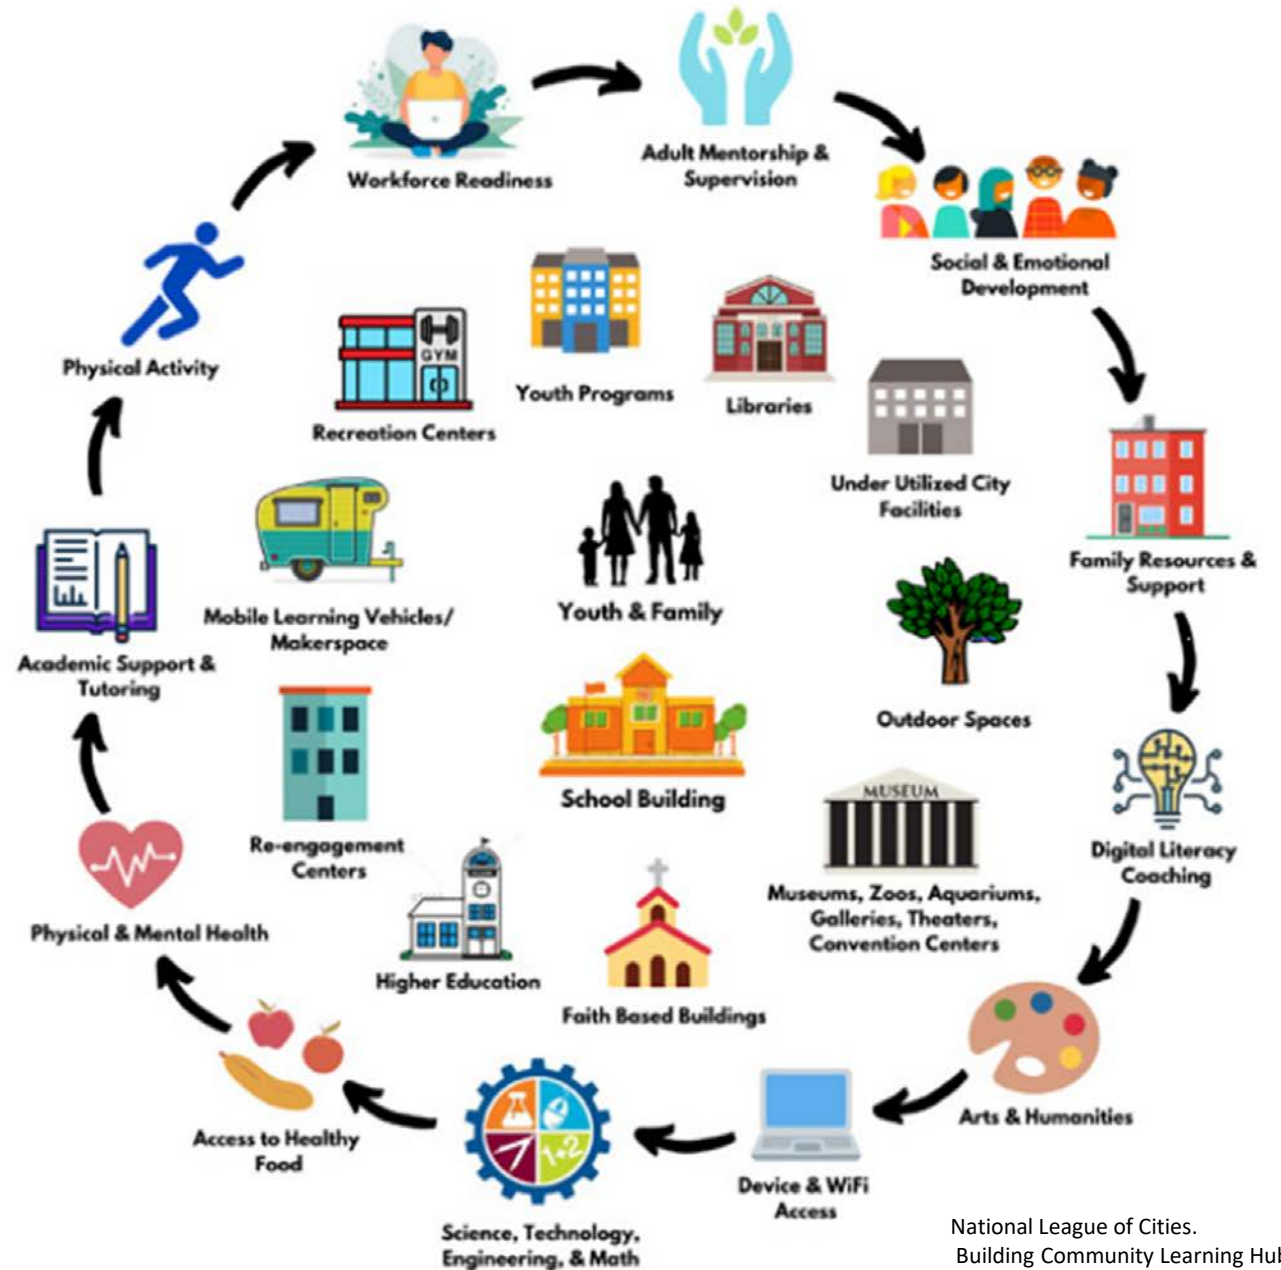 Workforce Readiness
Adult Mentorship &
Supervision
Social & Emotional
Development
Physical Activity
GYM
Recreation Centers
Youth Programs
Libraries
Under Utilized City
Facilities
Family Resources &
Support
Mobile Learning Vehicles/
Makerspace
Youth & Family
Academic Support &
Tutoring
Outdoor Spaces
School Building
MUSEUM
Re-engagement
Centers
Digital Literacy
Coaching
Museums, Zoos, Aquariums,
Galleries, Theaters,
Convention Centers
Physical & Mental Health
Higher Education
Faith Based Buildings
Arts & Humanities
Access to Healthy
Food
1+2
Device & WiFi
Access
Science, Technology,
Engineering, & Math
National League of Cities.
Building Community Learning Hub